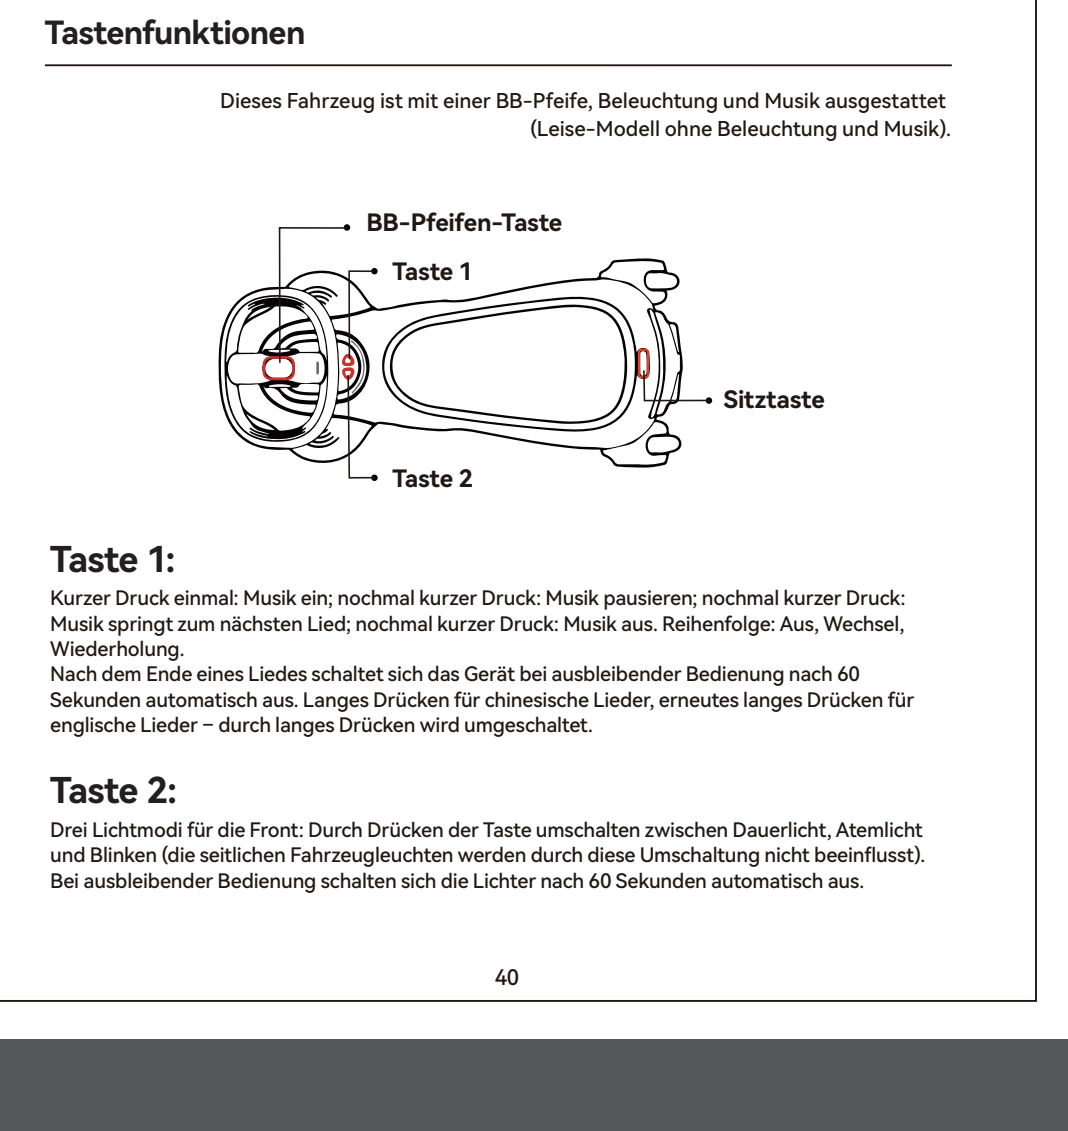 Tastenfunktionen
Dieses Fahrzeug ist mit einer BB-Pfeife, Beleuchtung und Musik ausgestattet
(Leise-Modell ohne Beleuchtung und Musik).
BB-Pfeifen-Taste
Taste 1
Sitztaste
Taste 2
Taste 1:
Kurzer Druck einmal: Musik ein; nochmal kurzer Druck: Musik pausieren; nochmal kurzer Druck:
Musik springt zum nächsten Lied; nochmal kurzer Druck: Musik aus. Reihenfolge: Aus, Wechsel,
Wiederholung.
Nach dem Ende eines Liedes schaltet sich das Gerät bei ausbleibender Bedienung nach 60
Sekunden automatisch aus. Langes Drücken für chinesische Lieder, erneutes langes Drücken für
englische Lieder – durch langes Drücken wird umgeschaltet.
Taste 2:
Drei Lichtmodi für die Front: Durch Drücken der Taste umschalten zwischen Dauerlicht, Atemlicht
und Blinken (die seitlichen Fahrzeugleuchten werden durch diese Umschaltung nicht beeinflusst).
Bei ausbleibender Bedienung schalten sich die Lichter nach 60 Sekunden automatisch aus.
40